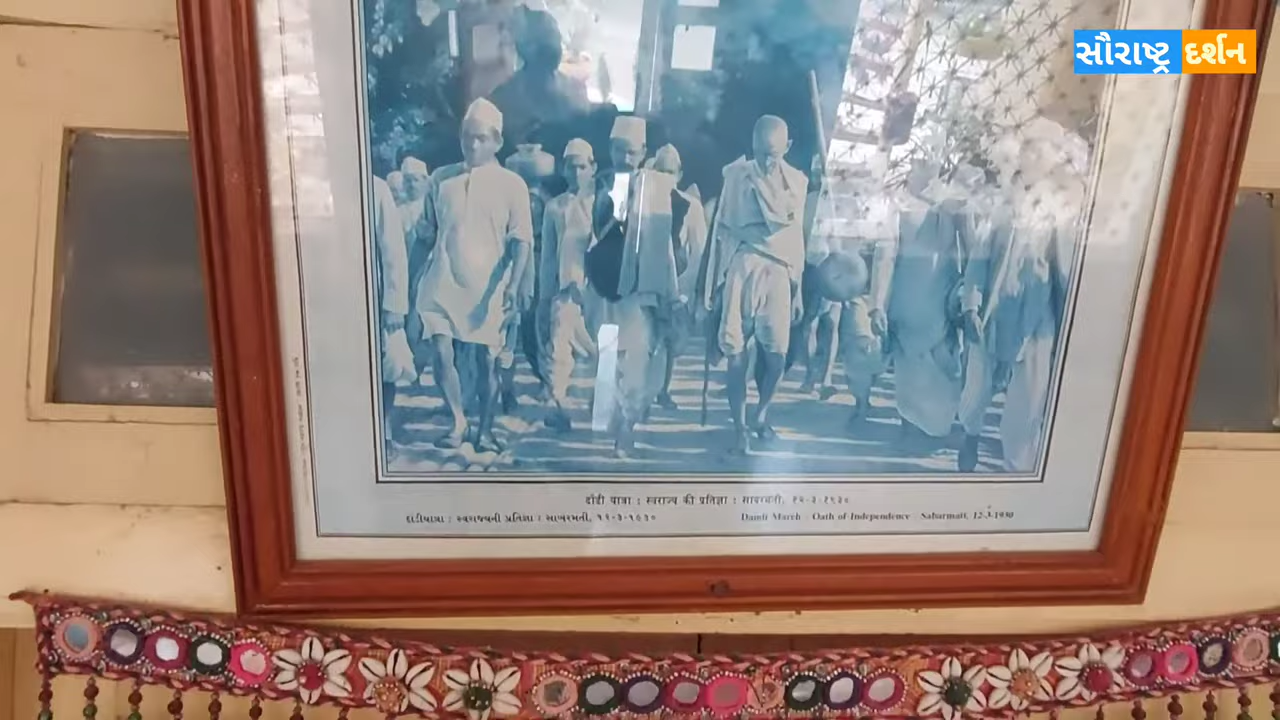 સૌરાષ્ટ્ર દર્શન
दाँडी यात्रा : स्वराज्य की प्रतिज्ञा : साबरमती, १२-३-१९३०
દાંડીયાત્રા : સ્વરાજ્યની પ્રતિજ્ઞા : સાબરમતી, ૧૨-૩-૧૯૩૦
Dandi March : Oath of Independence : Sabarmati, 12-3-1930